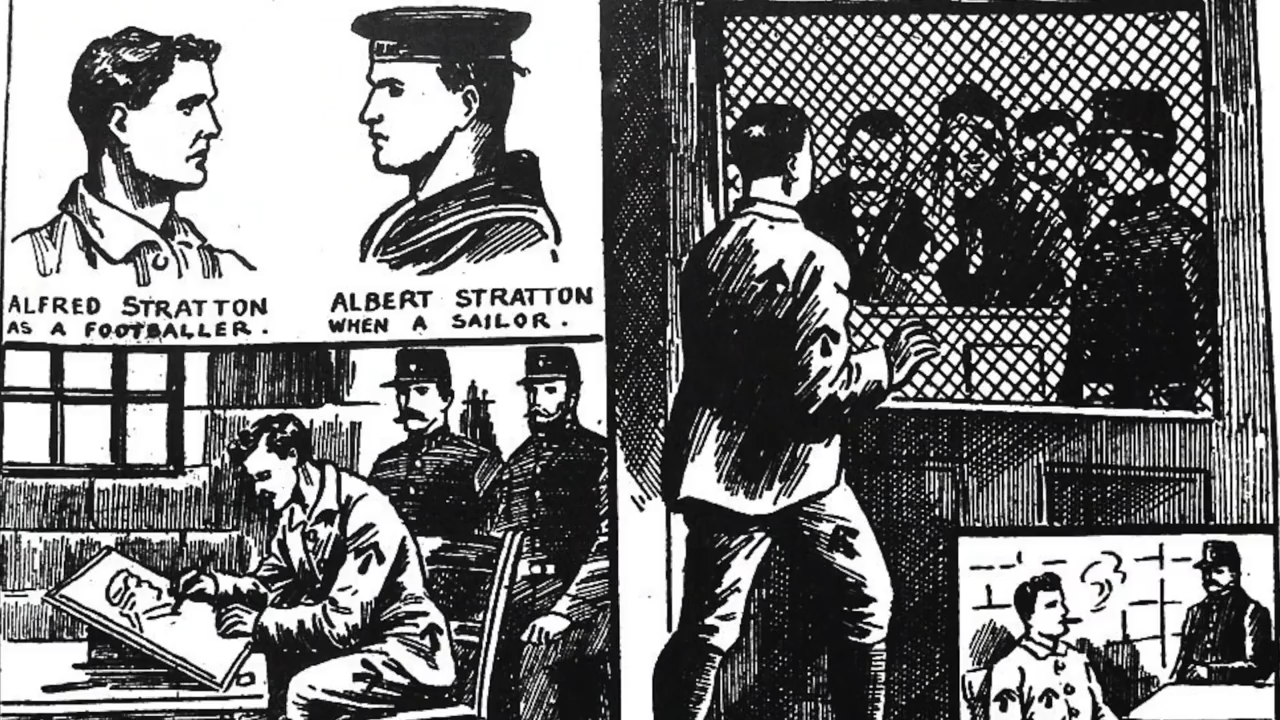 ALFRED STRATTON
AS A FOOTBALLER.
ALBERT STRATTON
WHEN A SAILOR.